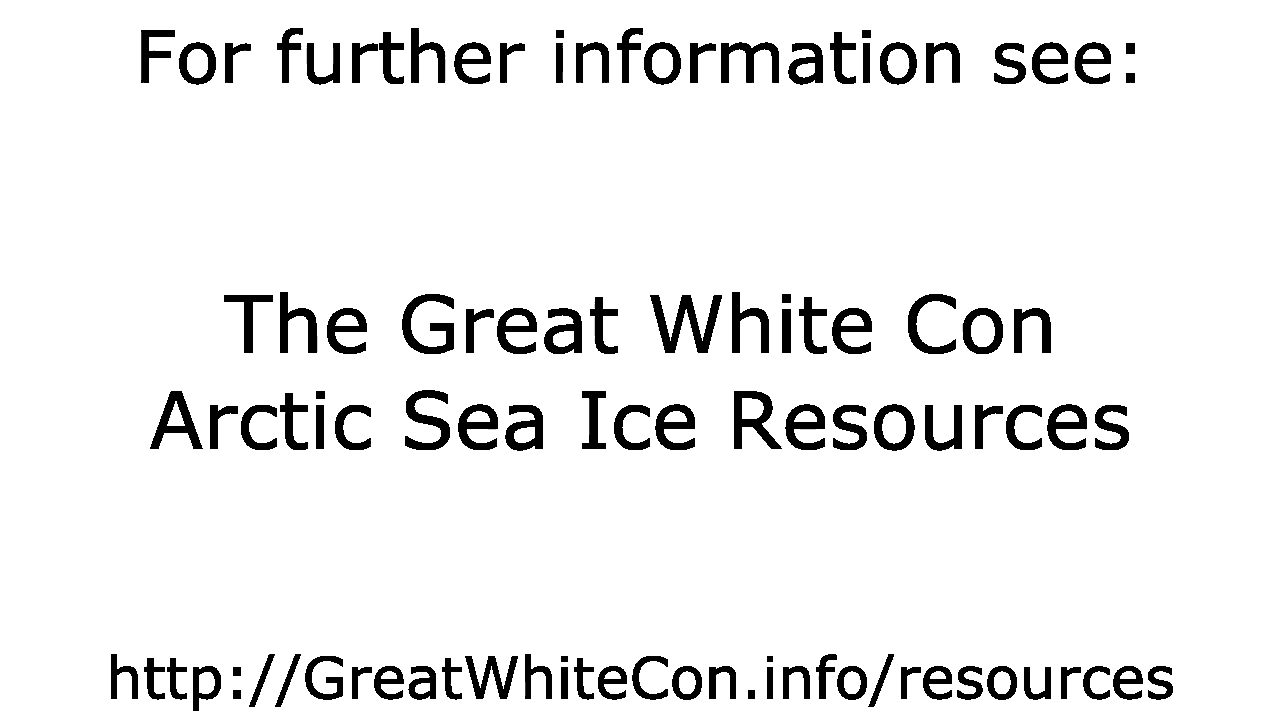 For further information see:
The Great White Con
Arctic Sea Ice Resources
http://GreatWhiteCon.info/resources